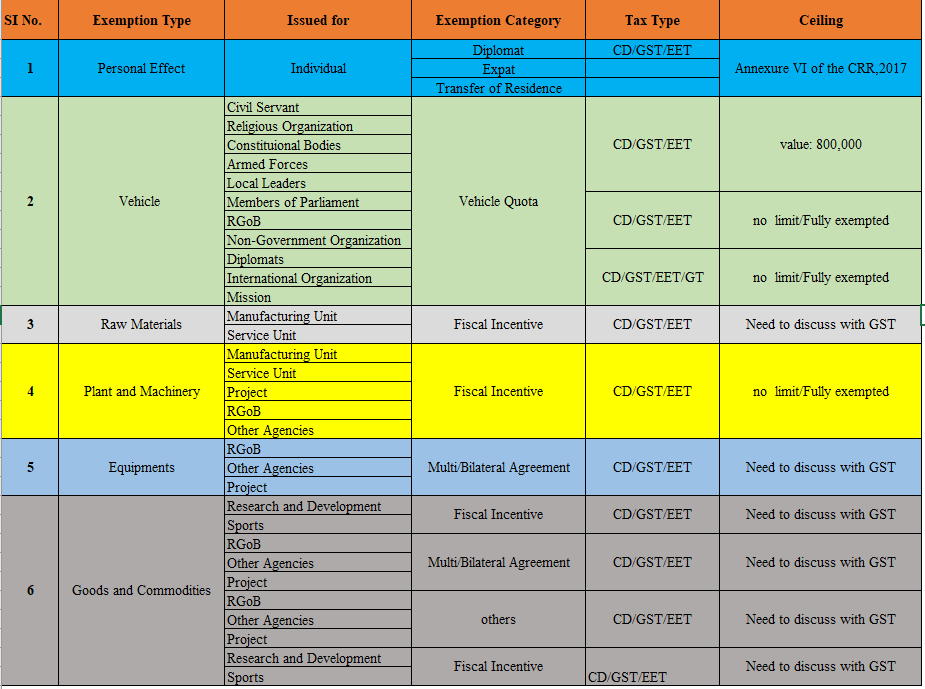 SI No. Exemption Type Issued for Exemption Category Tax Type Ceiling
1 Personal Effect Individual Diplomat CD/GST/EET Annexure VI of the CRR,2017
Expat
Transfer of Residence
2 Vehicle Civil Servant Vehicle Quota CD/GST/EET value: 800,000
Religious Organization
Constituional Bodies
Armed Forces
Local Leaders
Members of Parliament CD/GST/EET no limit/Fully exempted
RGoB
Non-Government Organization
Diplomats CD/GST/EET/GT no limit/Fully exempted
International Organization
Mission
3 Raw Materials Manufacturing Unit Fiscal Incentive CD/GST/EET Need to discuss with GST
Service Unit
4 Plant and Machinery Manufacturing Unit Fiscal Incentive CD/GST/EET no limit/Fully exempted
Service Unit
Project
RGoB
Other Agencies
5 Equipments RGoB Multi/Bilateral Agreement CD/GST/EET Need to discuss with GST
Other Agencies
Project
6 Goods and Commodities Research and Development Fiscal Incentive CD/GST/EET Need to discuss with GST
Sports
RGoB Multi/Bilateral Agreement CD/GST/EET Need to discuss with GST
Other Agencies
Project
RGoB others CD/GST/EET Need to discuss with GST
Other Agencies
Project
Research and Development Fiscal Incentive CD/GST/EET Need to discuss with GST
Sports